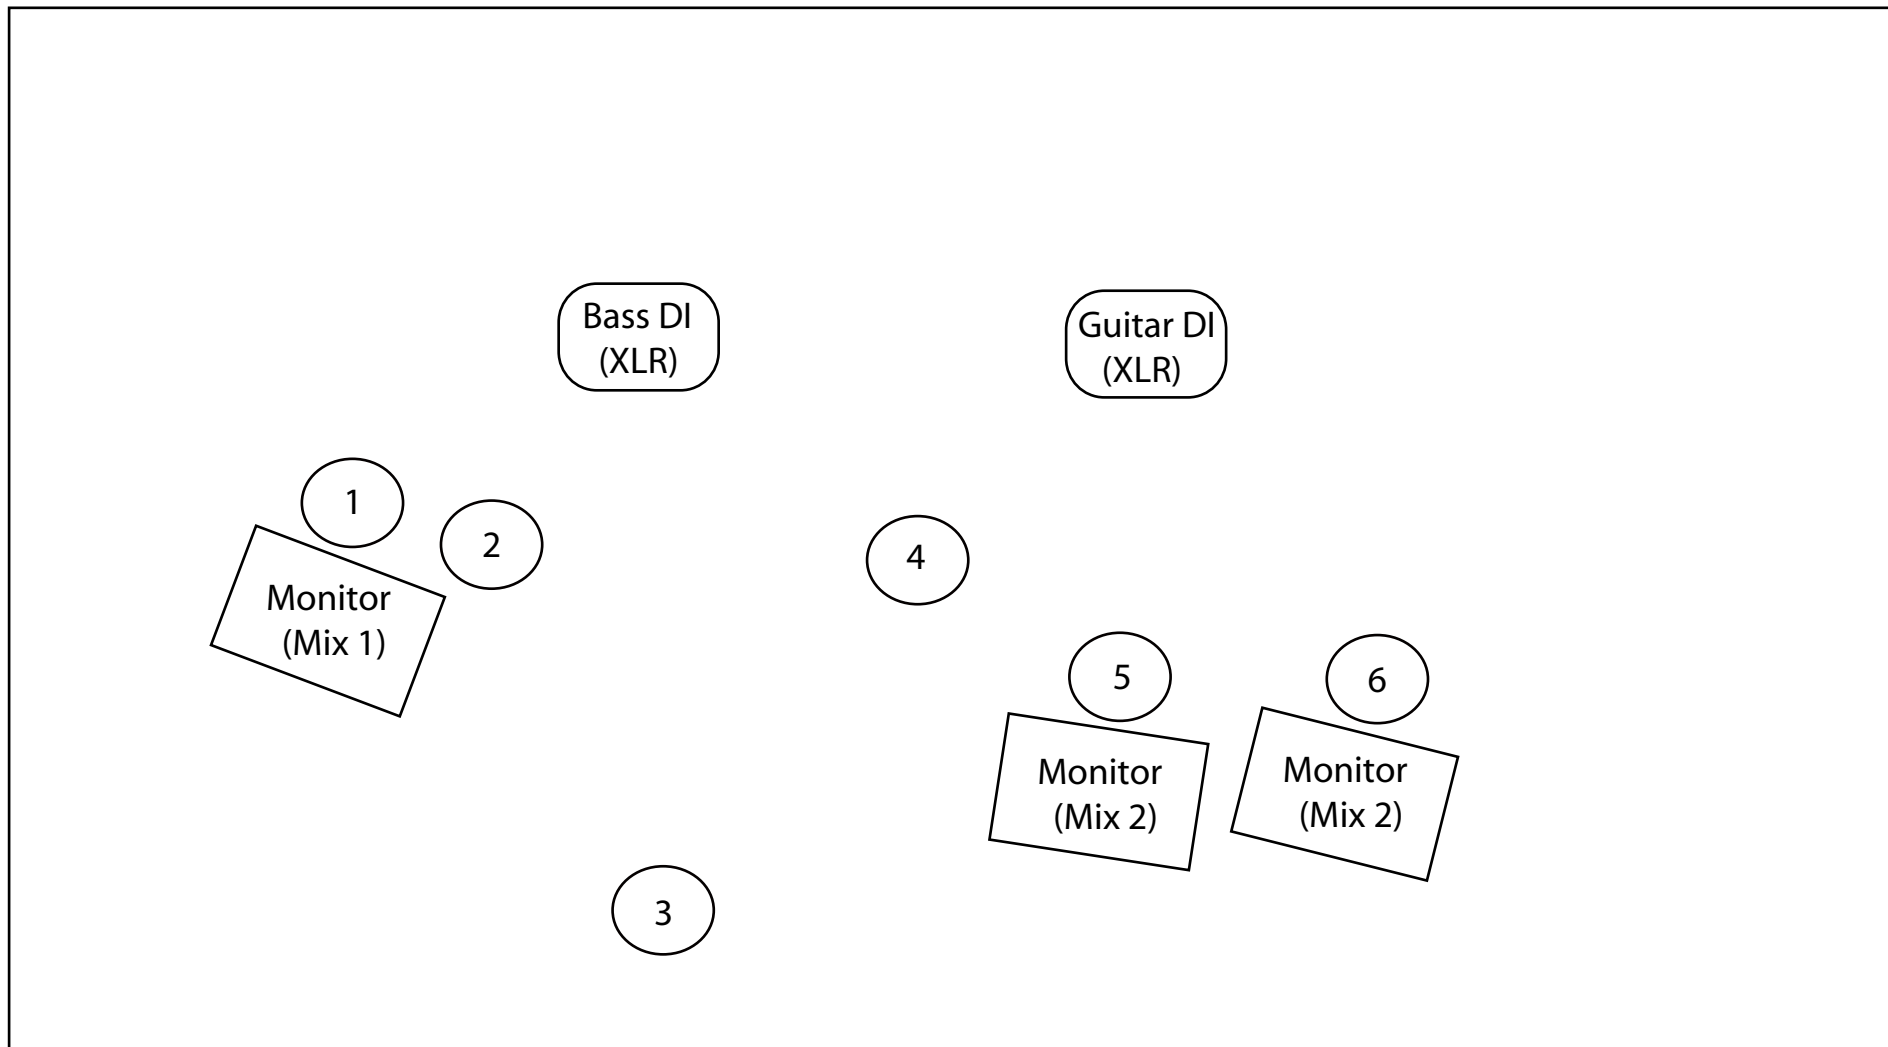 Bass DI
(XLR)
Guitar DI
(XLR)
1
2
Monitor
(Mix 1)
4
5
6
Monitor
(Mix 2)
Monitor
(Mix 2)
3